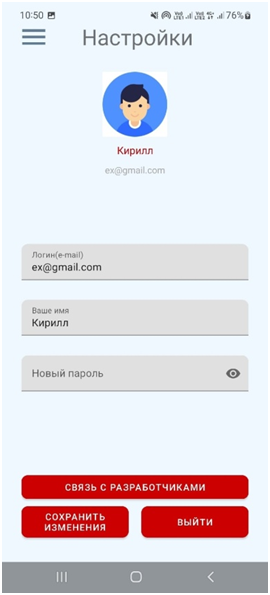 10:50
76%
Настройки
Кирилл
ex@gmail.com
Логин(e-mail)
ex@gmail.com
Ваше имя
Кирилл
Новый пароль
СВЯЗЬ С РАЗРАБОТЧИКАМИ
СОХРАНИТЬ
ИЗМЕНЕНИЯ
ВЫЙТИ